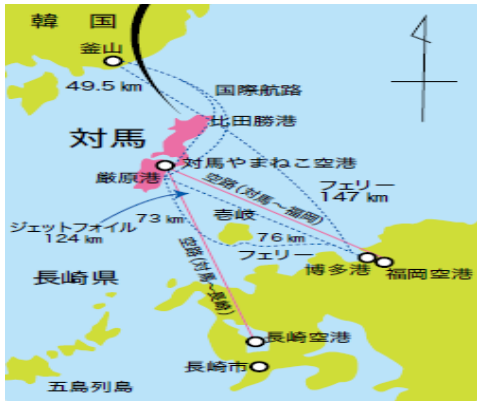 韓国
釜山
49.5 km
国際航路
比田勝港
対馬
対馬やまねこ空港
厳原港
空路(対馬〜福岡)
フェリー
147 km
73 km
壱岐
ジェットフォイル
124 km
76 km
フェリー
空路(対馬〜長崎)
博多港
福岡空港
長崎県
長崎空港
長崎市
五島列島